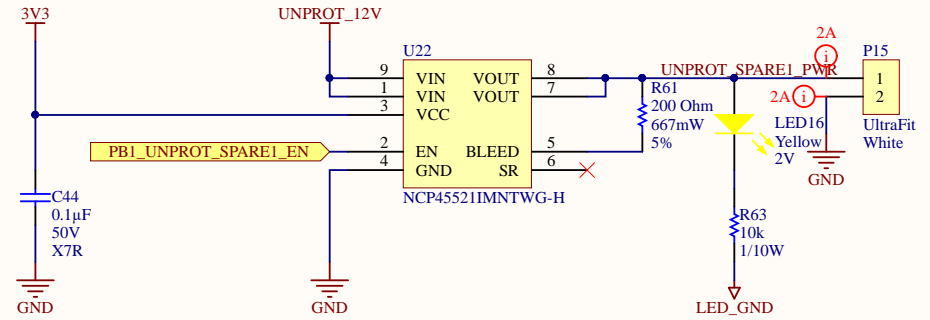 3V3
UNPROT_12V
2A
U22
P15
9 VIN VOUT 8
UNPROT_SPARE1_PWR
1 VIN VOUT 7
3 VCC
R61
200 Ohm
667mW
5%
2A
1
2
UltraFit
White
LED16
Yellow
2V
GND
PB1_UNPROT_SPARE1_EN
2 EN BLEED 5
4 GND SR 6
NCP45521IMNTWG-H
C44
0.1µF
50V
X7R
R63
10k
1/10W
GND
GND
LED_GND
i
i